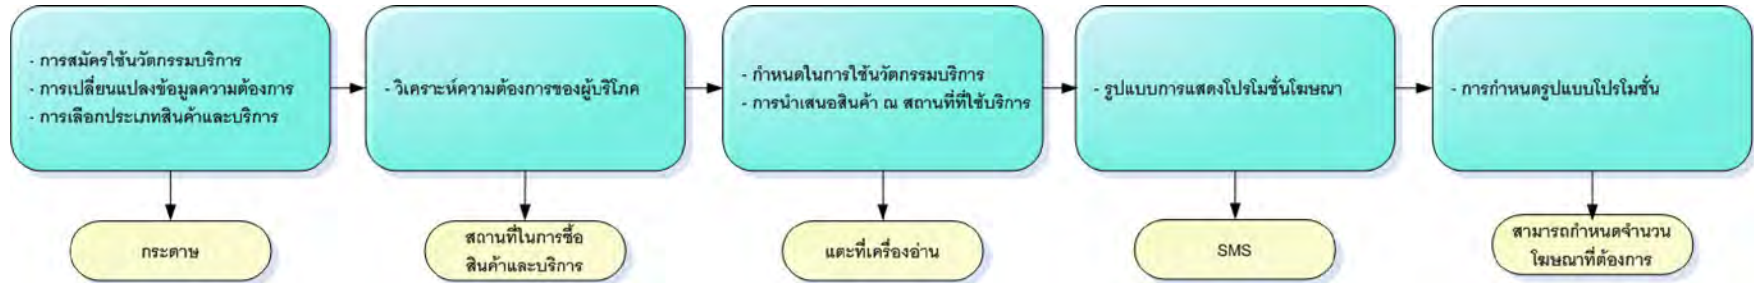 - การสมัครใช้นวัตกรรมบริการ
- การเปลี่ยนแปลงข้อมูลความต้องการ
- การเลือกประเภทสินค้าและบริการ
- วิเคราะห์ความต้องการของผู้บริโภค
- กำหนดในการใช้นวัตกรรมบริการ
- การนำเสนอสินค้า ณ สถานที่ที่ใช้บริการ
- รูปแบบการแสดงโปรโมชั่นโฆษณา
- การกำหนดรูปแบบโปรโมชั่น
กระดาษ
สถานที่ในการซื้อ
สินค้าและบริการ
แตะที่เครื่องอ่าน
SMS
สามารถกำหนดจำนวน
โฆษณาที่ต้องการ